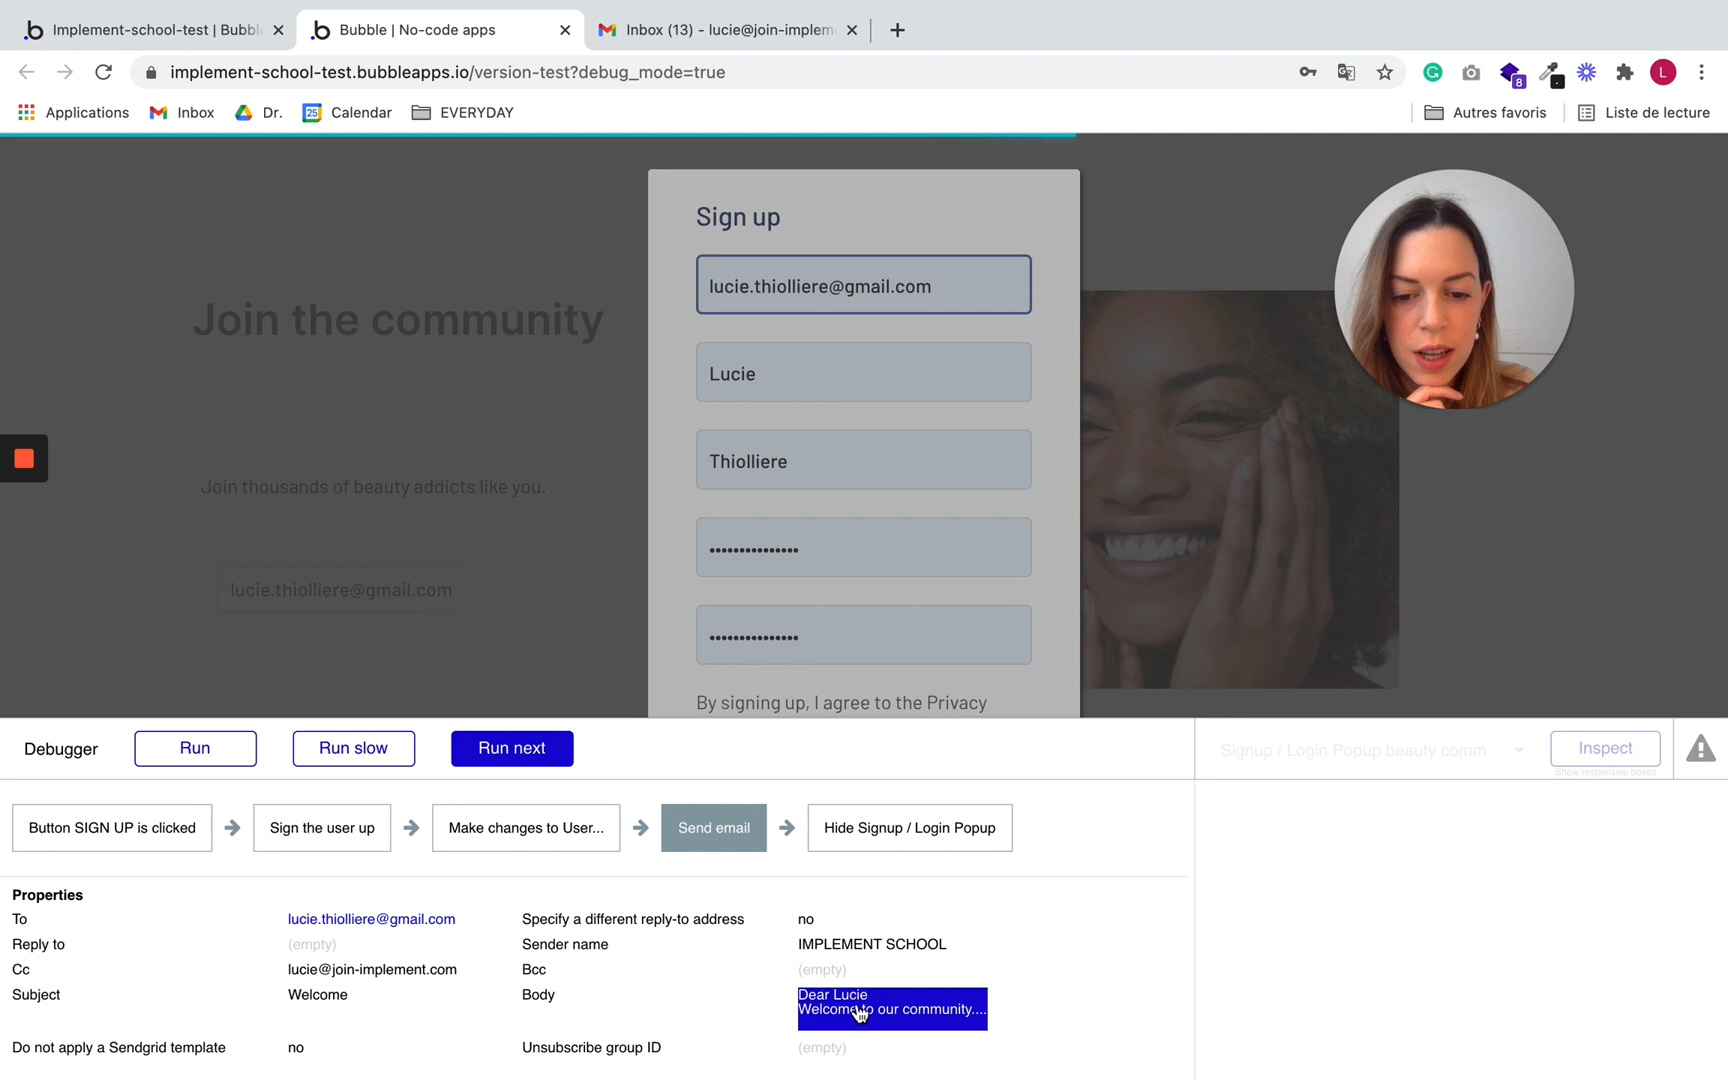 Implement-school-test | Bubbl
Bubble | No-code apps
Inbox (13) - lucie@join-implem
implement-school-test.bubbleapps.io/version-test?debug_mode=true
8
L
Applications
Inbox
Dr.
25
Calendar
EVERYDAY
Autres favoris
Liste de lecture
Sign up
lucie.thiolliere@gmail.com
Lucie
Thiolliere
By signing up, I agree to the Privacy
Join the community
Join thousands of beauty addicts like you.
lucie.thiolliere@gmail.com
Debugger
Run
Run slow
Run next
Signup / Login Popup beauty comm
Inspect
Show responsive boxes
Button SIGN UP is clicked
Sign the user up
Make changes to User...
Send email
Hide Signup / Login Popup
Properties
To lucie.thiolliere@gmail.com Specify a different reply-to address no
Reply to (empty) Sender name IMPLEMENT SCHOOL
Cc lucie@join-implement.com Bcc (empty)
Subject Welcome Body Dear Lucie
Welcome to our community....
Do not apply a Sendgrid template no Unsubscribe group ID (empty)